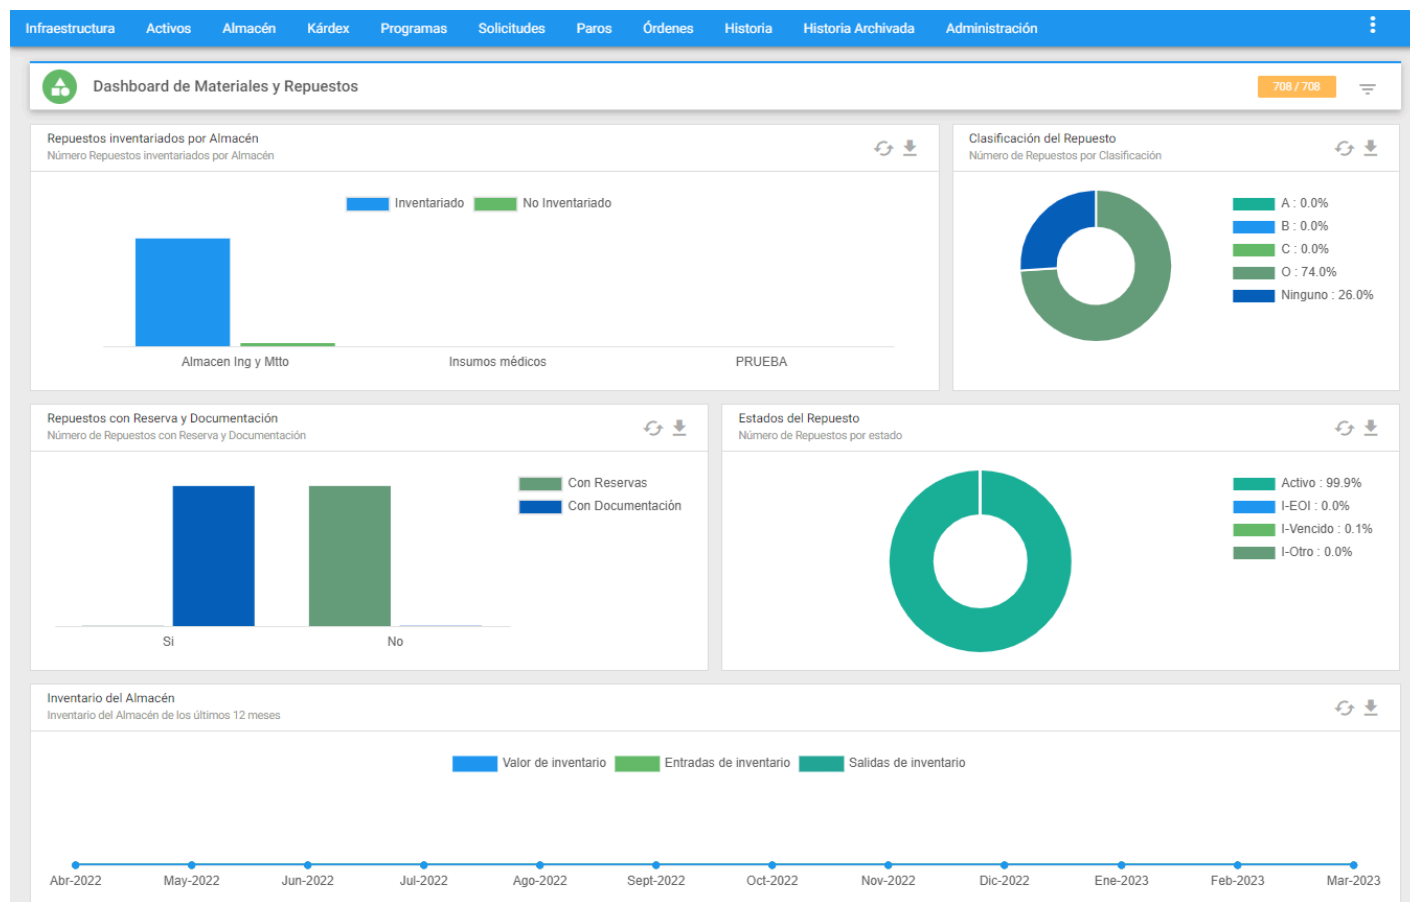 Infraestructura Activos Almacén Kárdex Programas Solicitudes Paros Órdenes Historia Historia Archivada Administración
Dashboard de Materiales y Repuestos
708 / 708
Repuestos inventariados por Almacén
Número Repuestos inventariados por Almacén
Inventariado No Inventariado
Almacen Ing y Mtto Insumos médicos PRUEBA
Clasificación del Repuesto
Número de Repuestos por Clasificación
A : 0.0%
B : 0.0%
C : 0.0%
O : 74.0%
Ninguno : 26.0%
Repuestos con Reserva y Documentación
Número de Repuestos con Reserva y Documentación
Con Reservas
Con Documentación
Si No
Estados del Repuesto
Número de Repuestos por estado
Activo : 99.9%
I-EOI : 0.0%
I-Vencido : 0.1%
I-Otro : 0.0%
Inventario del Almacén
Inventario del Almacén de los últimos 12 meses
Valor de inventario Entradas de inventario Salidas de inventario
Abr-2022 May-2022 Jun-2022 Jul-2022 Ago-2022 Sept-2022 Oct-2022 Nov-2022 Dic-2022 Ene-2023 Feb-2023 Mar-2023